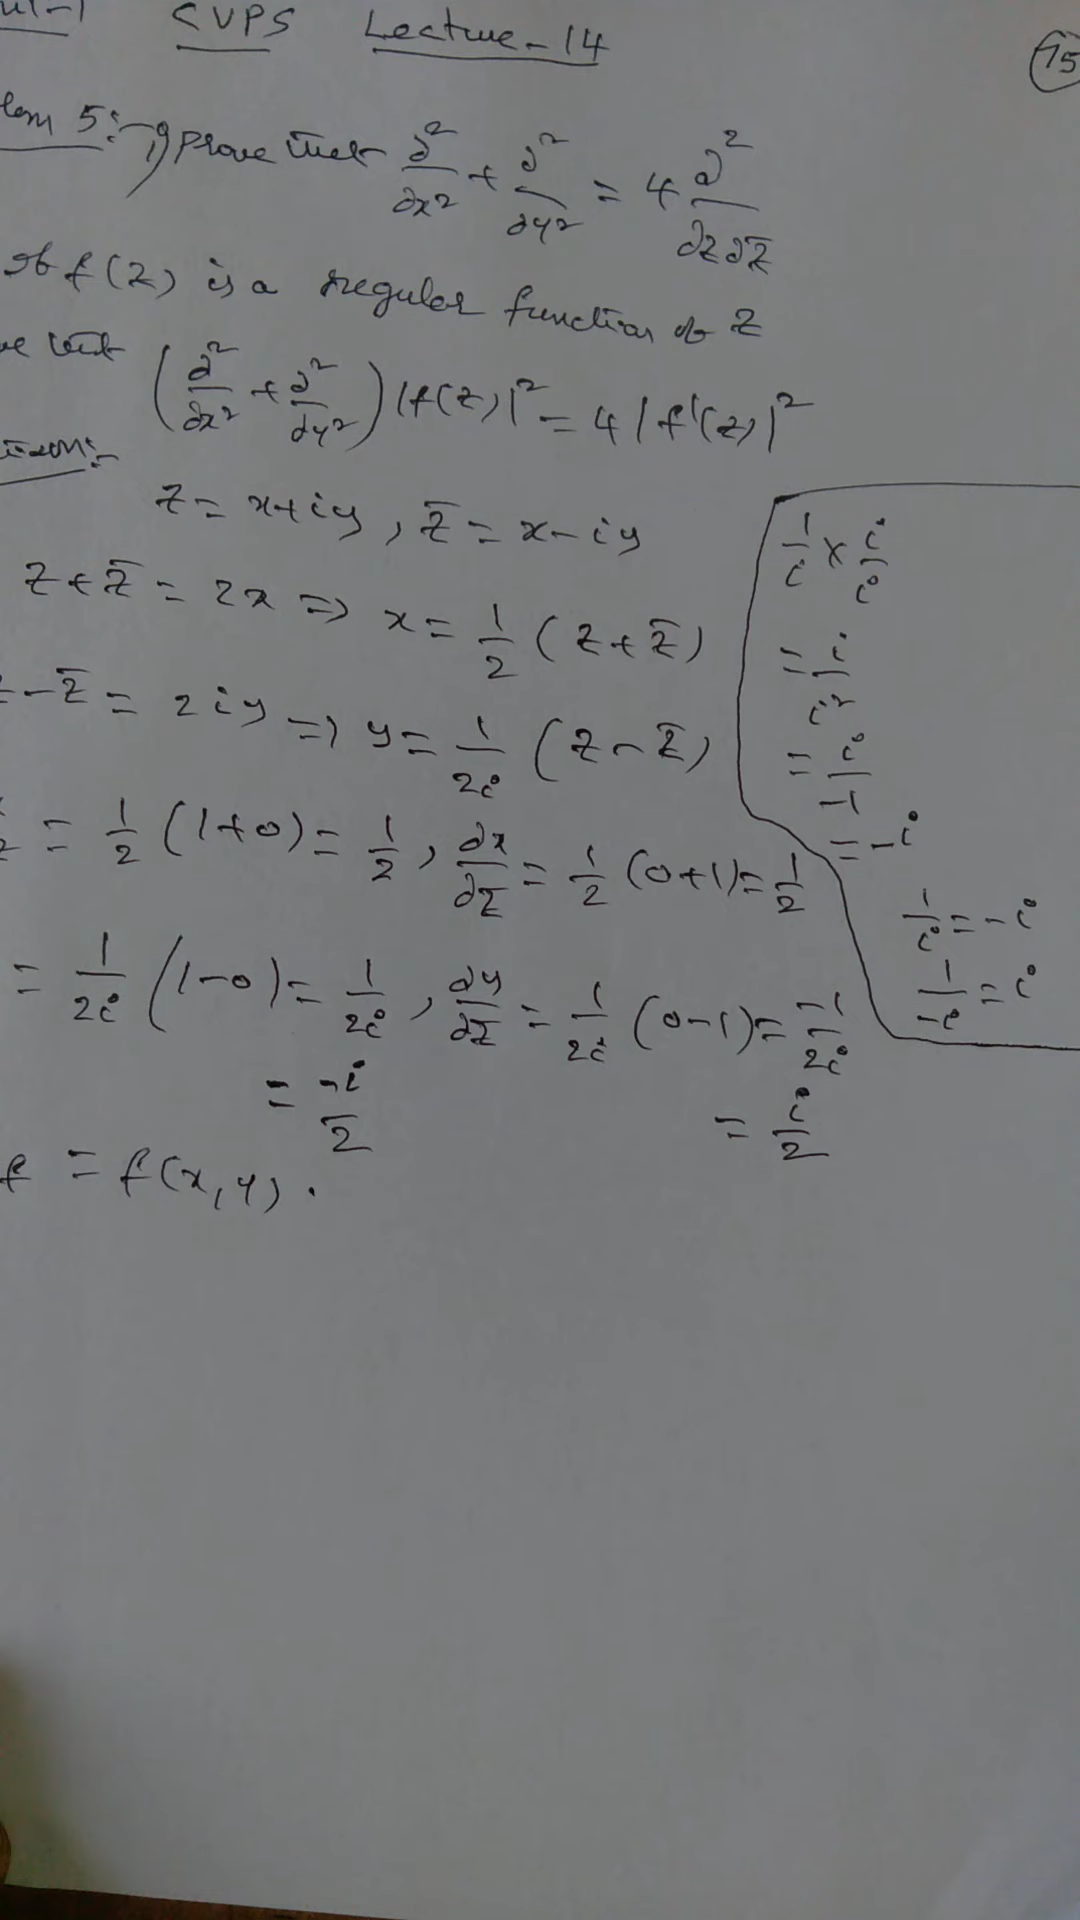 CVPS Lecture-14
15
5:- i) Prove that ∂²/∂x² + ∂²/∂y² = 4 ∂²/∂z∂z̄
If f(z) is a regular function of z
that (∂²/∂x² + ∂²/∂y²) |f(z)|² = 4 |f'(z)|²
z = x+iy, z̄ = x-iy
z + z̄ = 2x => x = 1/2 (z + z̄)
- z̄ = 2iy => y = 1/2i (z - z̄)
= 1/2 (1+0) = 1/2, ∂x/∂z̄ = 1/2 (0+1) = 1/2
= 1/2i (1-0) = 1/2i, ∂y/∂z̄ = 1/2i (0-1) = -1/2i
= -i/2
= i/2
f = f(x,y).
1/i × i/i
= i/i²
= i/-1
= -i
1/i = -i
1/-i = i